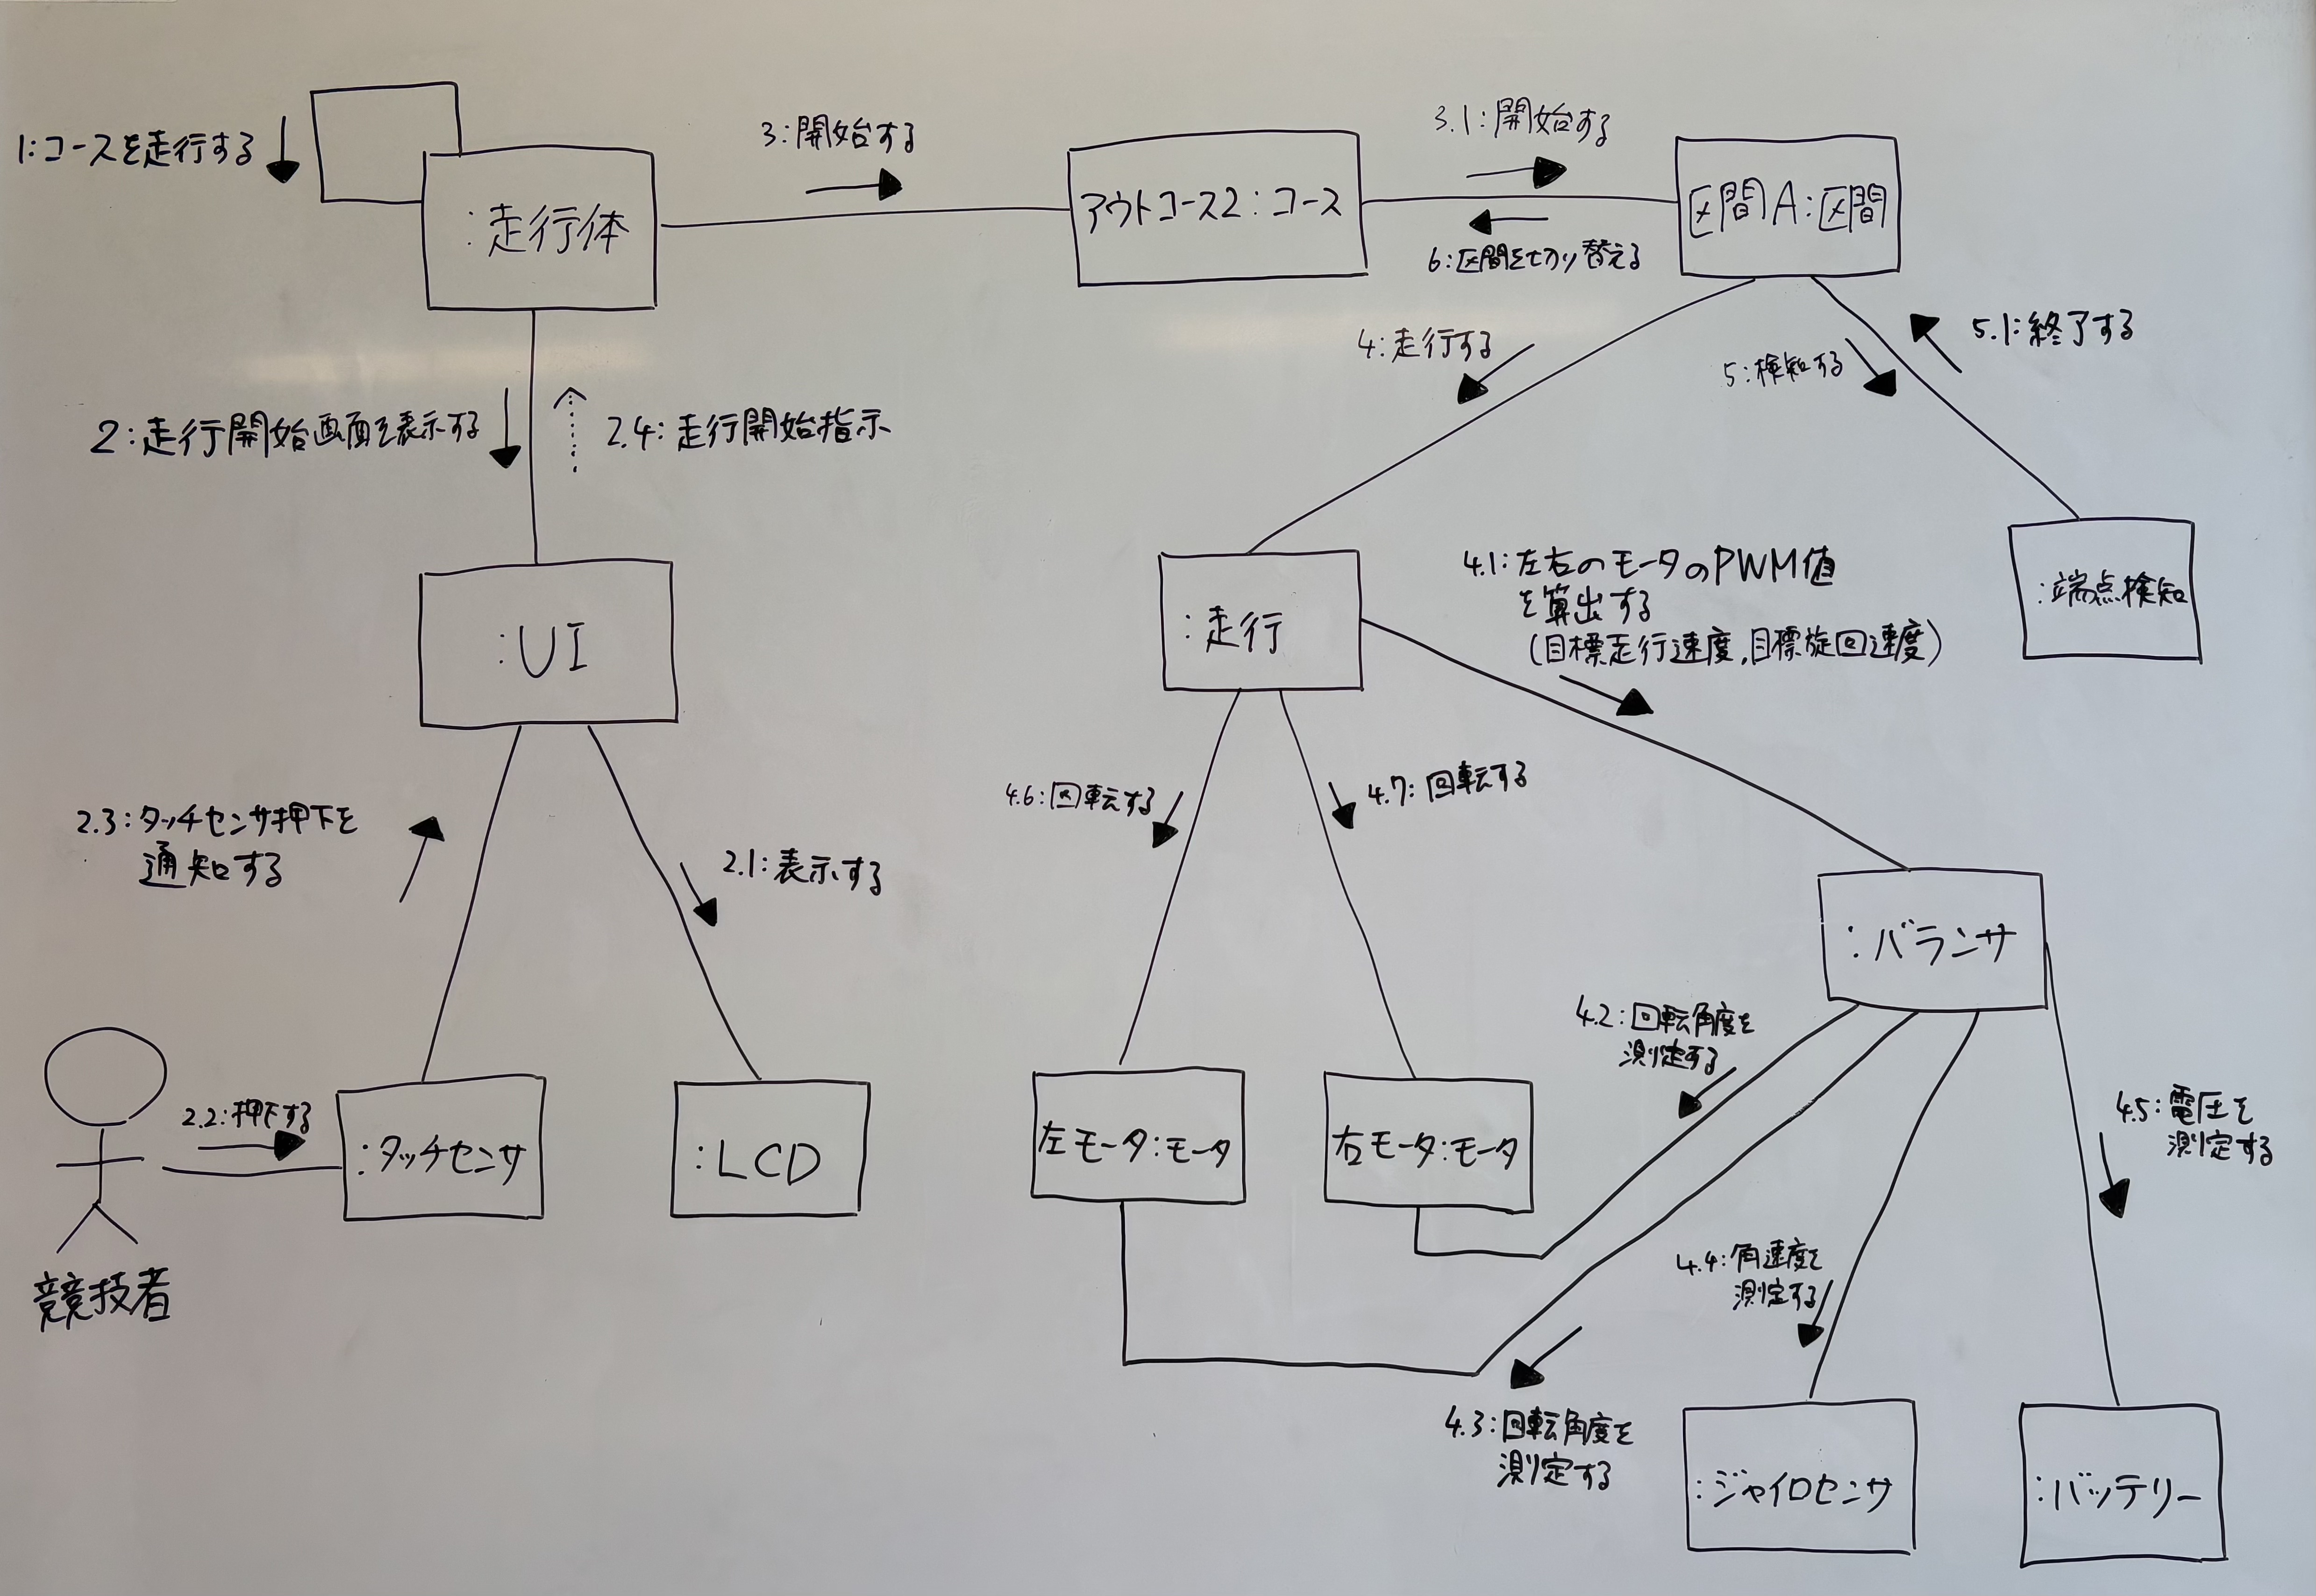 1:コースを走行する
:走行体
3:開始する
アウトコース2:コース
3.1:開始する
6:区間を切り替える
区間A:区間
2:走行開始画面を表示する
2.4:走行開始指示
4:走行する
5:検知する
5.1:終了する
:UI
:走行
4.1:左右のモータのPWM値
を算出する
(目標走行速度,目標旋回速度)
:端点検知
2.3:タッチセンサ押下を
通知する
2.1:表示する
4.6:回転する
4.7:回転する
:バランサ
競技者
2.2:押下する
:タッチセンサ
:LCD
左モータ:モータ
右モータ:モータ
4.2:回転角度を
測定する
4.5:電圧を
測定する
4.4:角速度を
測定する
4.3:回転角度を
測定する
:ジャイロセンサ
:バッテリー